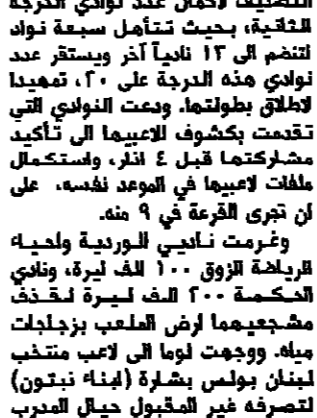 التصنيف لاكمال عدد نوادي الدرجة
الثانية، بحيث تتأهل سبعة نواد
لتنضم الى ١٣ نادياً آخر ويستقر عدد
نوادي هذه الدرجة على ٢٠، تمهيدا
لاطلاق بطولتها. ودعت النوادي التي
تقدمت بكشوف للاعبيها الى تأكيد
مشاركتها قبل ٤ اذار، واستكمال
ملفات لاعبيها في الموعد نفسه، على
ان تجرى القرعة في ٩ منه.
وغرمت ناديي الوردية واحياء
الرياضة الزوق ١٠٠ الف ليرة، ونادي
الحكمة ٢٠٠ الف ليرة لقذف
مشجعيهما ارض الملعب بزجاجات
مياه. ووجهت لوما الى لاعب منتخب
لبنان بولس بشارة (ابناء نبتون)
لتصرفه غير المقبول حيال المدرب